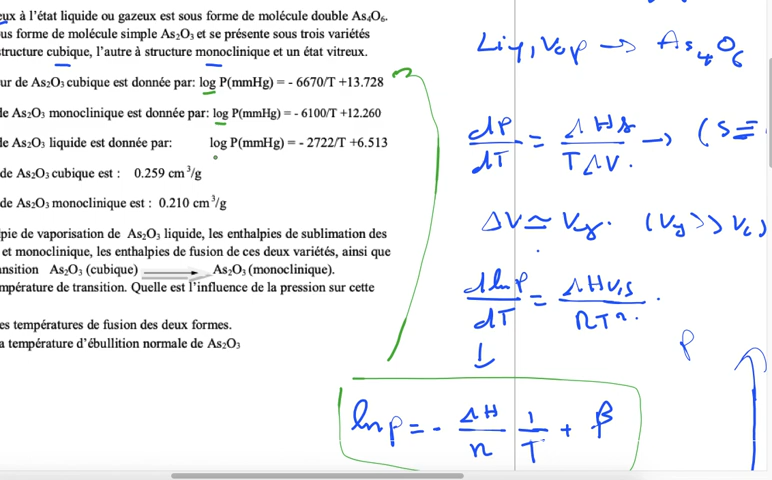 eux à l'état liquide ou gazeux est sous forme de molécule double As₄O₆.
us forme de molécule simple As₂O₃ et se présente sous trois variétés
tructure cubique, l'autre à structure monoclinique et un état vitreux.
ur de As₂O₃ cubique est donnée par: log P(mmHg) = - 6670/T +13.728
de As₂O₃ monoclinique est donnée par: log P(mmHg) = - 6100/T + 12.260
de As₂O₃ liquide est donnée par: log P(mmHg) = - 2722/T +6.513
de As₂O₃ cubique est : 0.259 cm³/g
de As₂O₃ monoclinique est : 0.210 cm³/g
pie de vaporisation de As₂O₃ liquide, les enthalpies de sublimation des
et monoclinique, les enthalpies de fusion de ces deux variétés, ainsi que
nsition As₂O₃ (cubique) ⟶ As₂O₃ (monoclinique).
mpérature de transition. Quelle est l'influence de la pression sur cette
es températures de fusion des deux formes.
a température d'ébullition normale de As₂O₃
Liq, Vap → As₄O₆
dP/dT = ΔHs/TΔV. → (S ≡
ΔV ≃ Vg. (Vg >> Vc)
d ln P/dT = ΔHv,s/RT².
↓ P
ln P = - ΔH/R 1/T + β